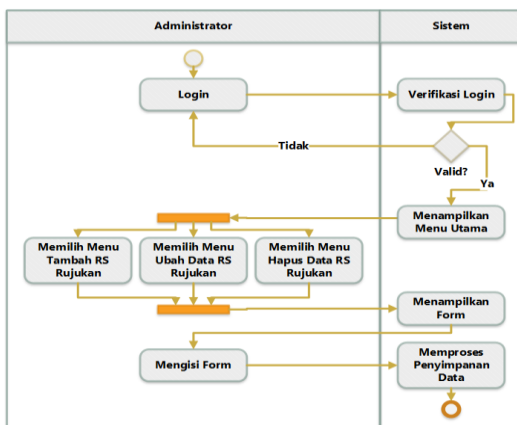 Administrator
Sistem
Login
Verifikasi Login
Tidak
Valid?
Ya
Menampilkan
Menu Utama
Memilih Menu
Tambah RS
Rujukan
Memilih Menu
Ubah Data RS
Rujukan
Memilih Menu
Hapus Data RS
Rujukan
Menampilkan
Form
Mengisi Form
Memproses
Penyimpanan
Data